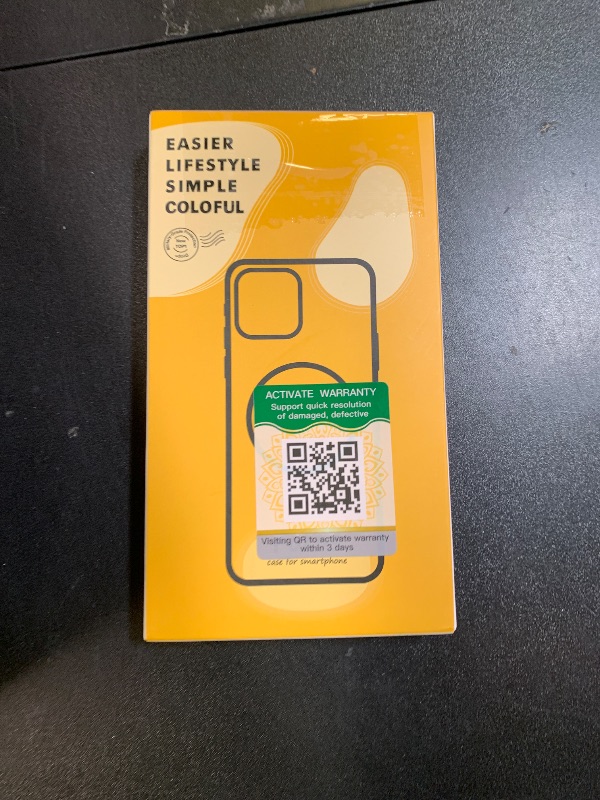 EASIER
LIFESTYLE
SIMPLE
COLOFUL
ACTIVATE WARRANTY
Support quick resolution
of damaged, defective
Visiting QR to activate warranty
within 3 days
case for smartphone